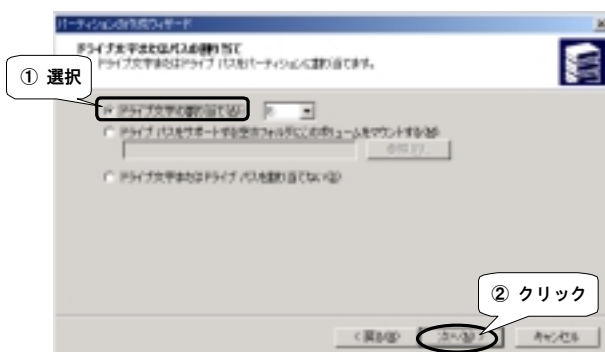 パーティションの作成ウィザード
ドライブ文字またはパスの割り当て
ドライブ文字またはドライブ パスをパーティションに割り当てます。
① 選択
ドライブ文字の割り当て(A):
ドライブ パスをサポートする空のフォルダにこのボリュームをマウントする(M)
参照(R)
ドライブ文字またはドライブ パスを割り当てない(D)
② クリック
< 戻る(B)
次へ(N) >
キャンセル